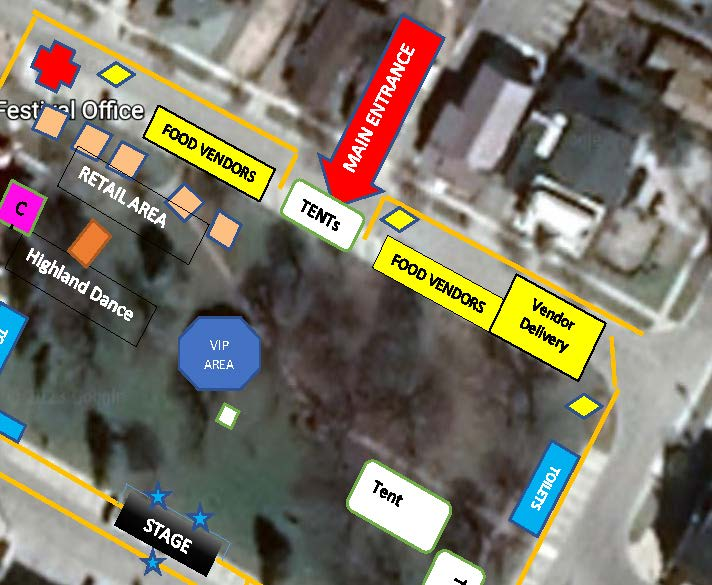 MAIN ENTRANCE
Festival Office
FOOD VENDORS
RETAIL AREA
TENTs
C
Highland Dance
FOOD VENDORS
Vendor
Delivery
VIP
AREA
TOILETS
Tent
STAGE